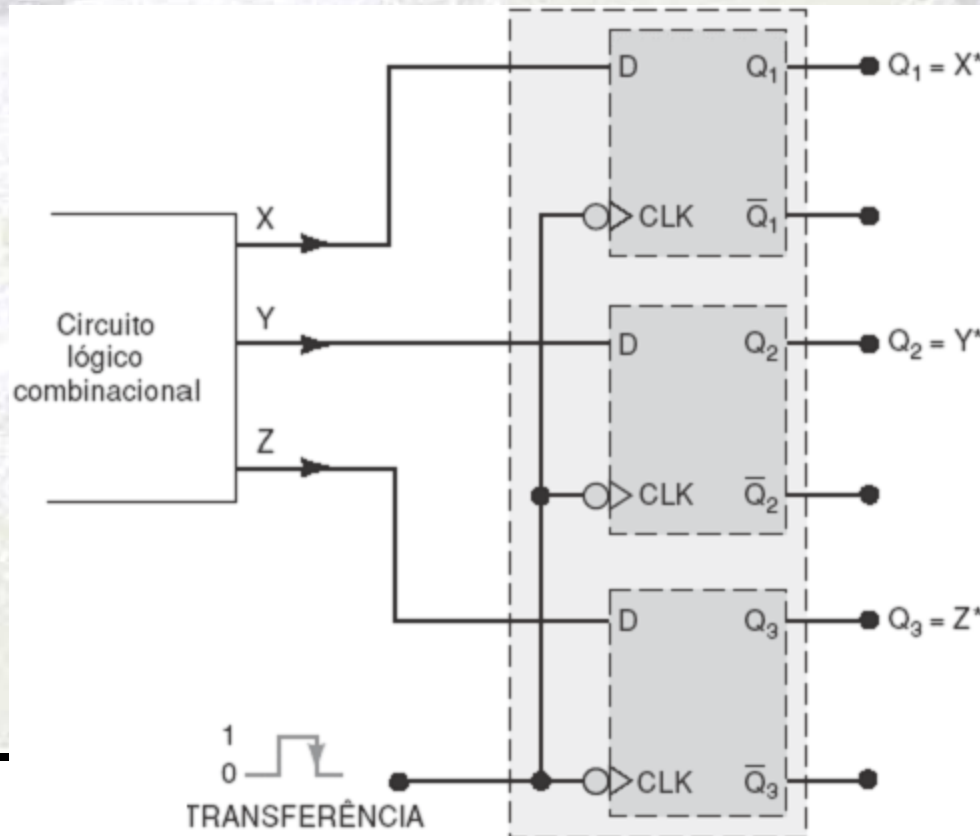 D Q₁ Q₁ = X*
X
CLK Q̅₁
Circuito
lógico
combinacional
Y
D Q₂ Q₂ = Y*
Z
CLK Q̅₂
D Q₃ Q₃ = Z*
1
0
CLK Q̅₃
TRANSFERÊNCIA